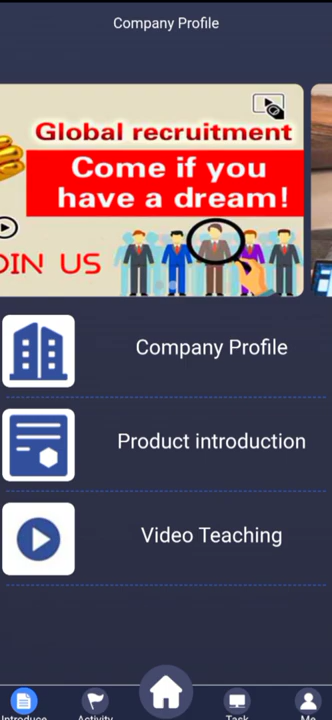 Company Profile
Global recruitment
Come if you
have a dream!
OIN US
Company Profile
Product introduction
Video Teaching
Introduce
Activity
Task
Me